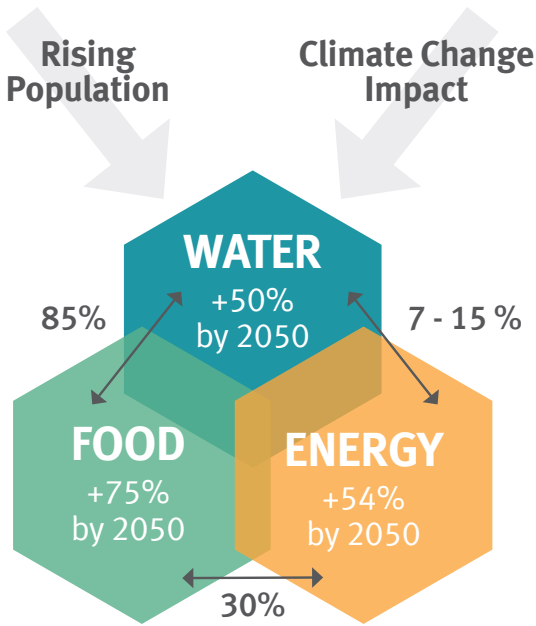 Rising
Population
Climate Change
Impact
WATER
+50%
by 2050
85%
7 - 15 %
FOOD
+75%
by 2050
ENERGY
+54%
by 2050
30%